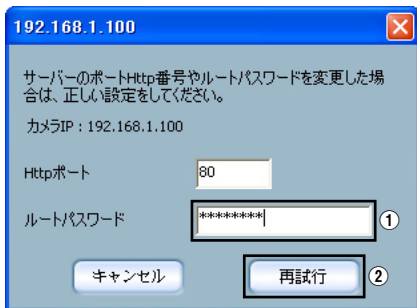 192.168.1.100
サーバーのポートHttp番号やルートパスワードを変更した場
合は、正しい設定をしてください。
カメラIP : 192.168.1.100
Httpポート 80
ルートパスワード ******** ①
キャンセル 再試行 ②